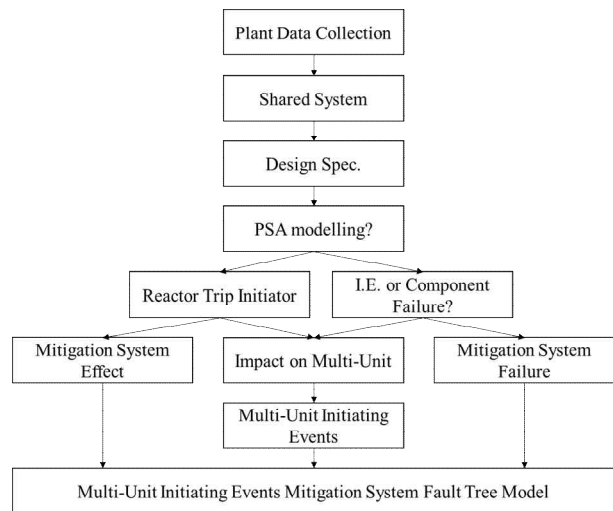 Plant Data Collection
Shared System
Design Spec.
PSA modelling?
Reactor Trip Initiator
I.E. or Component
Failure?
Mitigation System
Effect
Impact on Multi-Unit
Mitigation System
Failure
Multi-Unit Initiating
Events
Multi-Unit Initiating Events Mitigation System Fault Tree Model